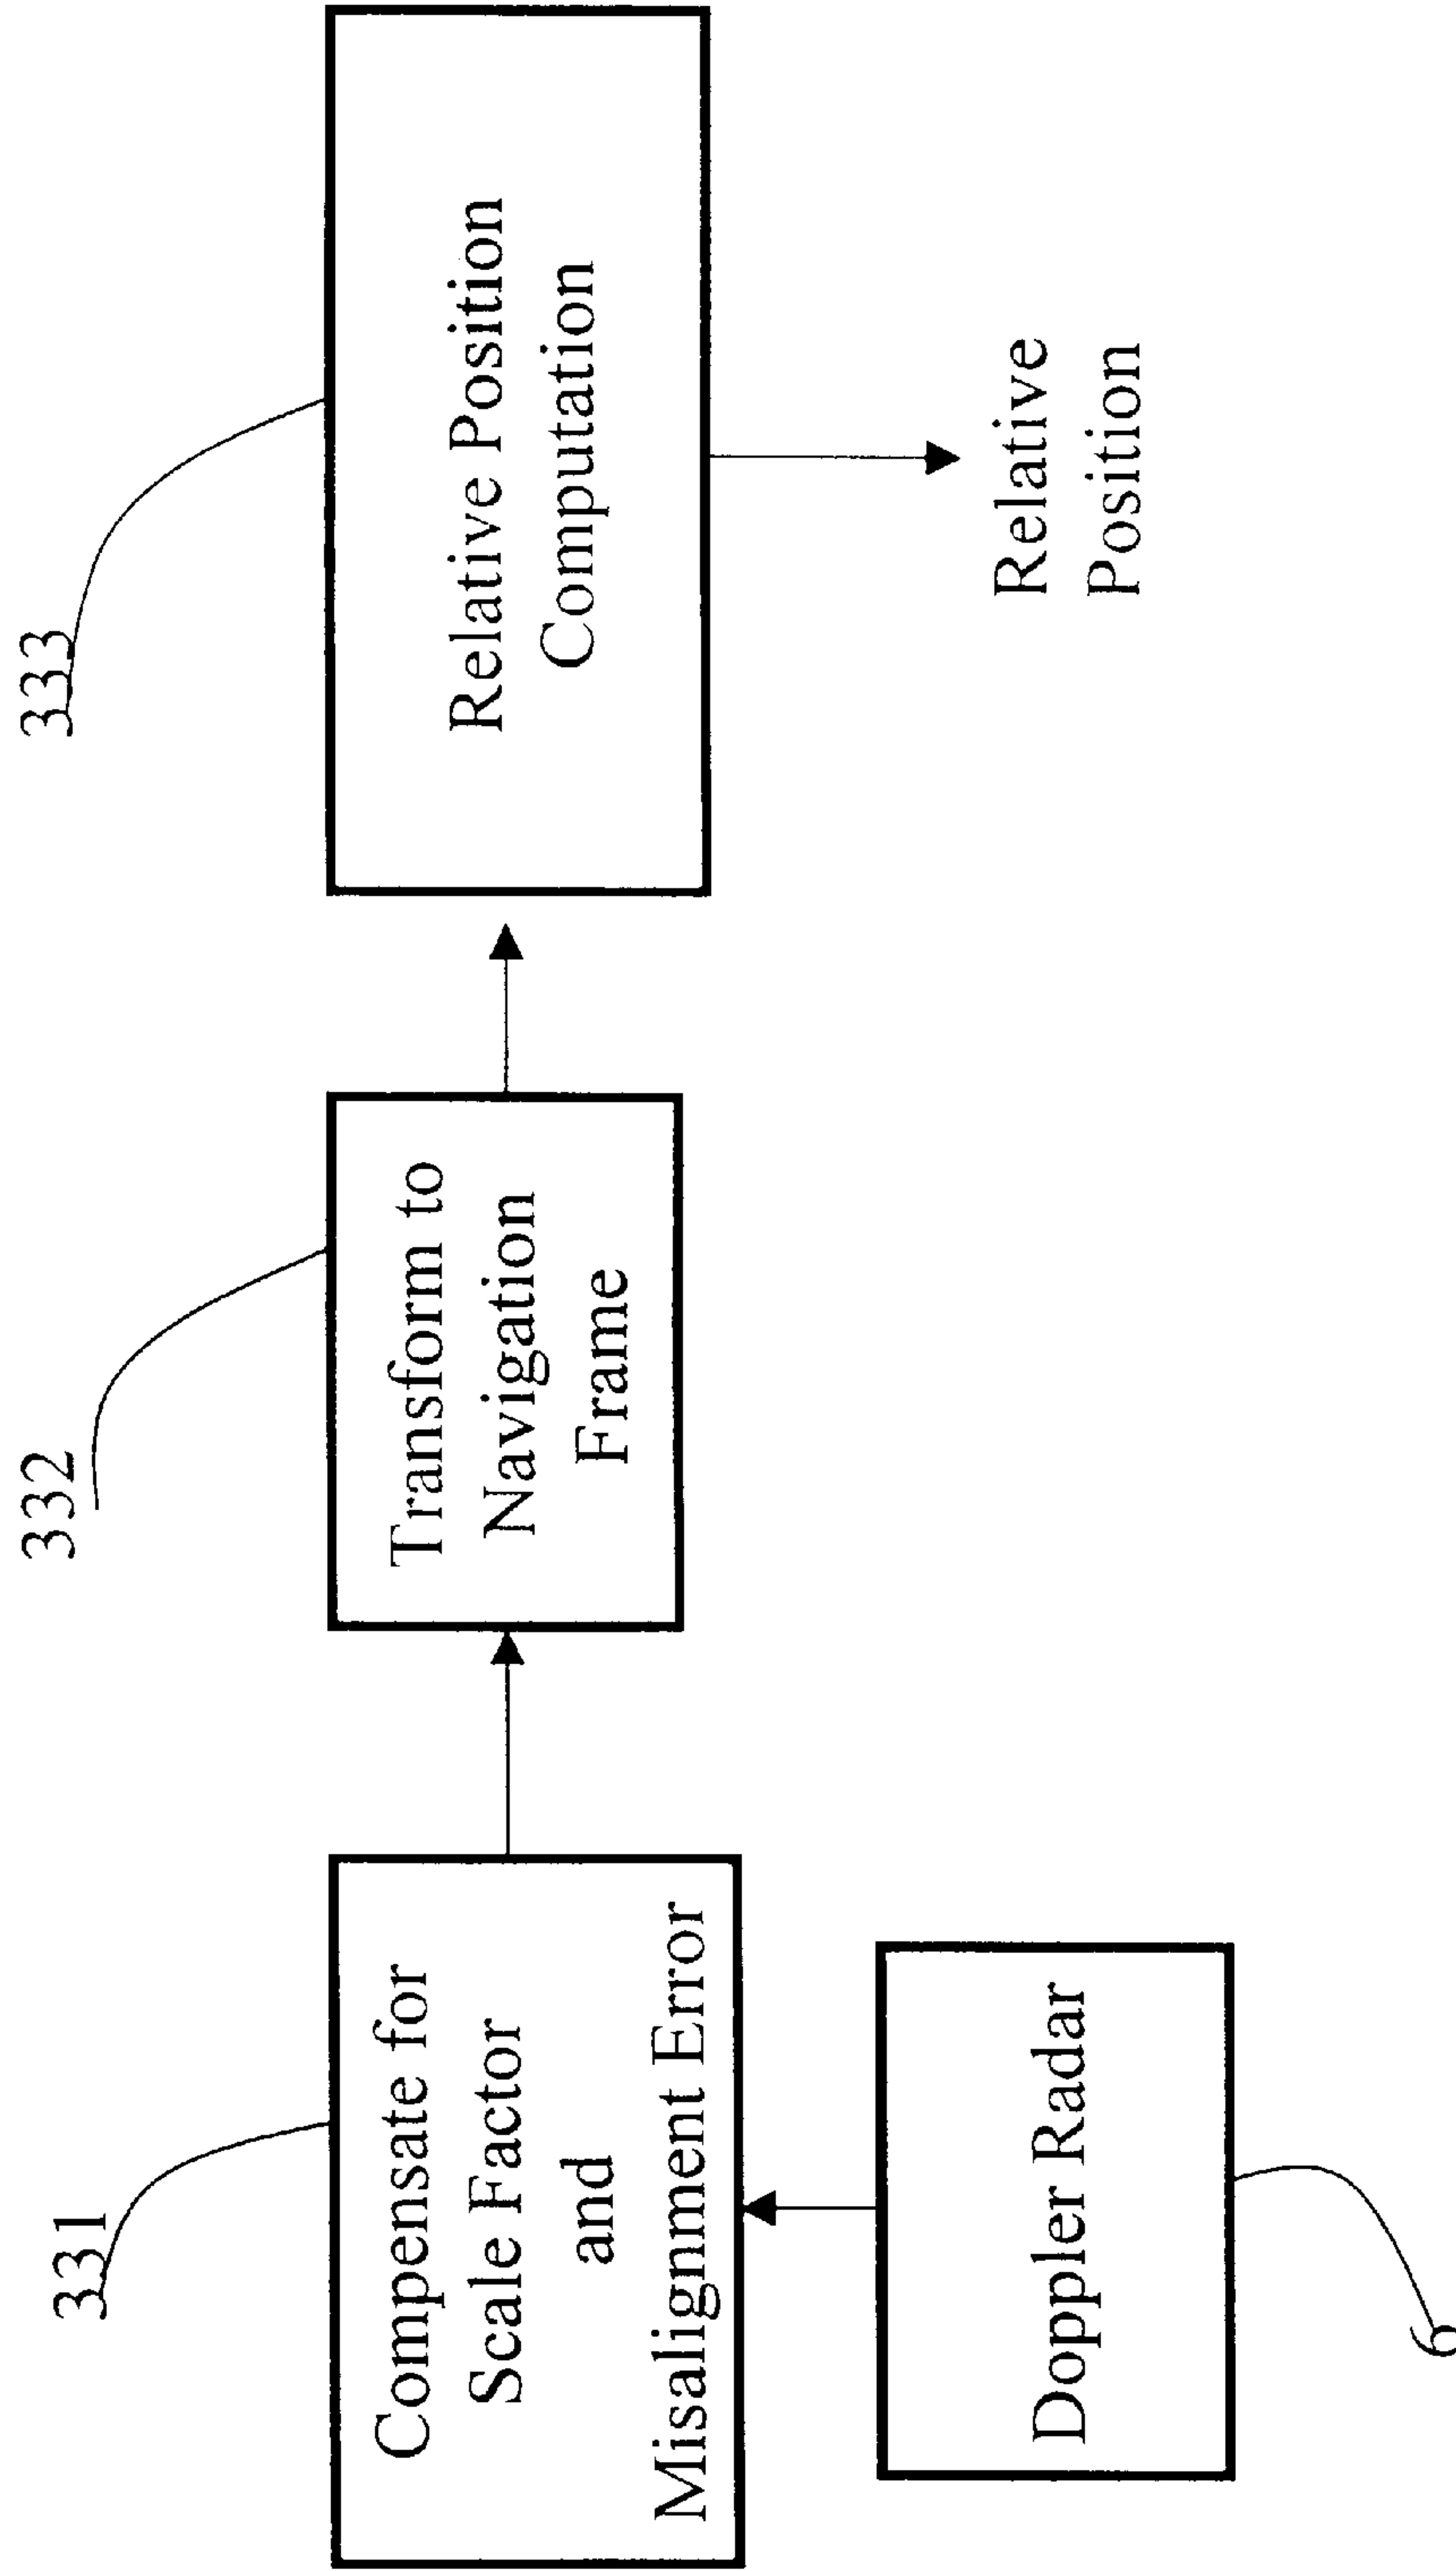 331
Compensate for
Scale Factor
and
Misalignment Error
332
Transform to
Navigation
Frame
333
Relative Position
Computation
Doppler Radar
6
Relative
Position